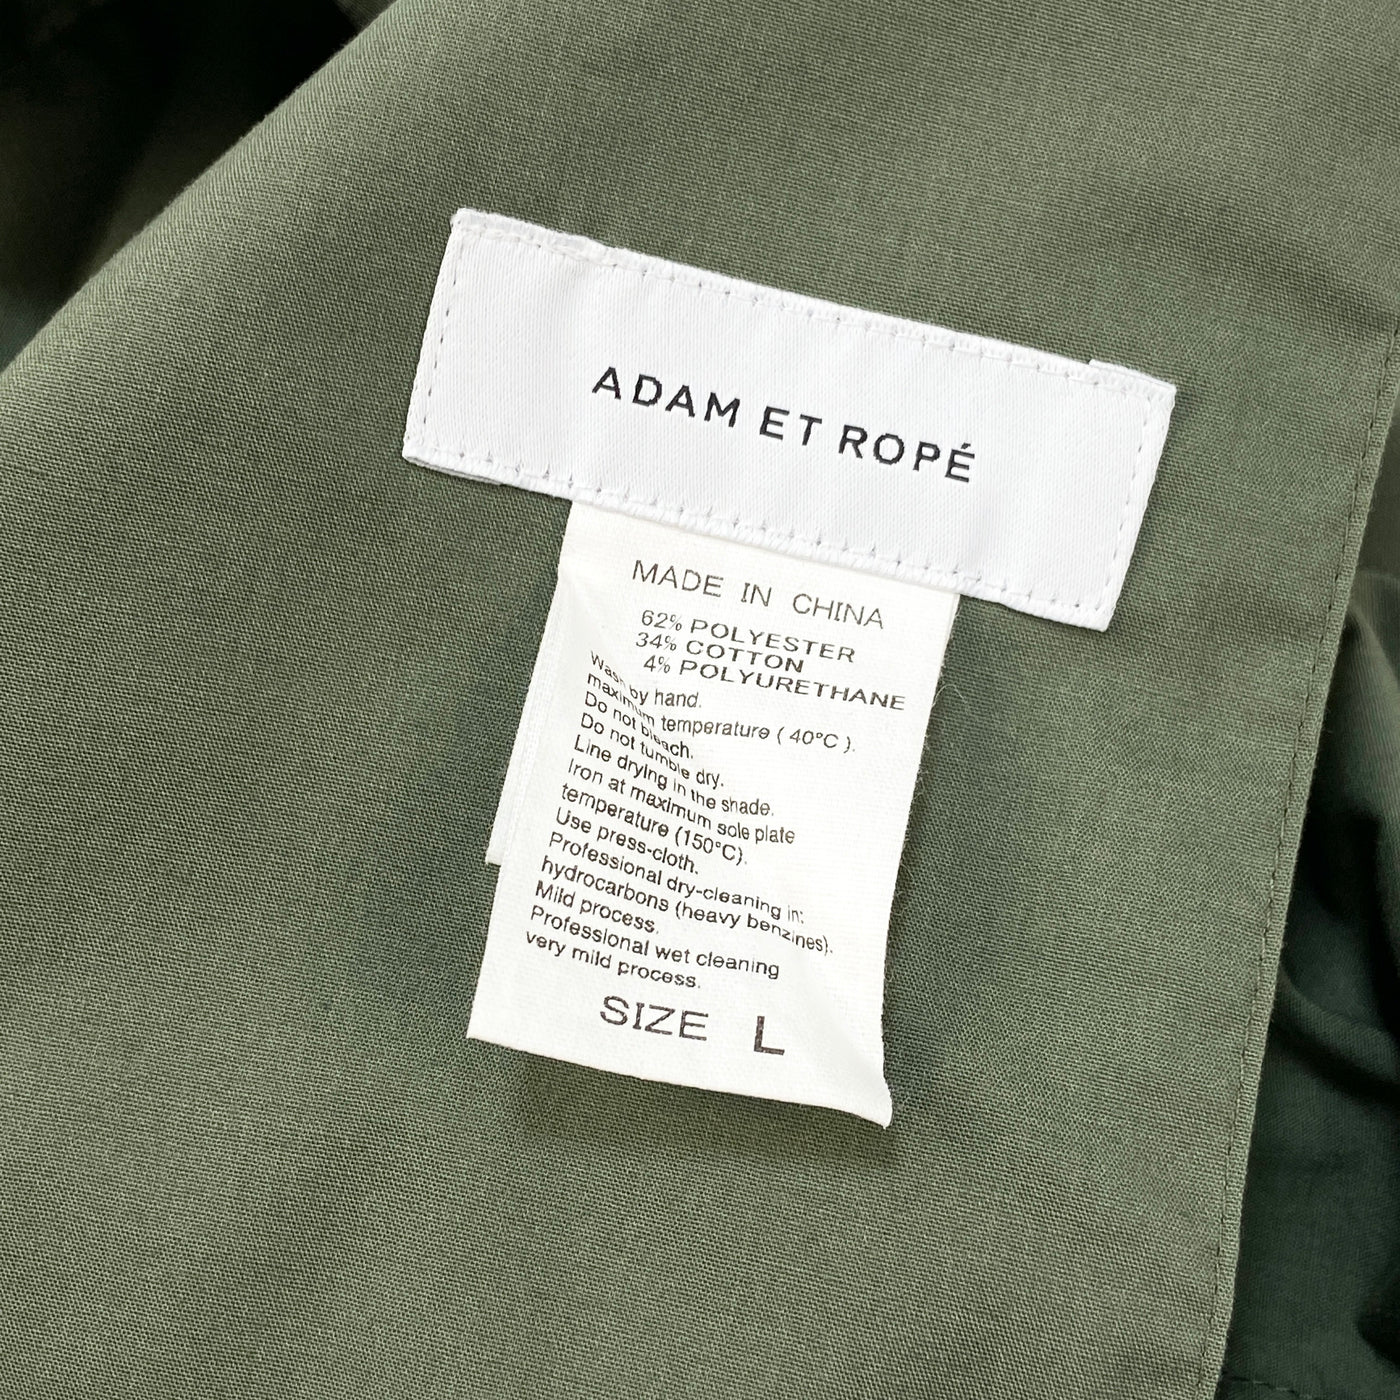 ADAM ET ROPÉ
MADE IN CHINA
62% POLYESTER
34% COTTON
4% POLYURETHANE
Wash by hand.
maximum temperature ( 40°C ).
Do not bleach.
Do not tumble dry.
Line drying in the shade.
Iron at maximum sole plate
temperature (150°C).
Use press-cloth.
Professional dry-cleaning in:
hydrocarbons (heavy benzines).
Mild process.
Professional wet cleaning
very mild process.
SIZE L